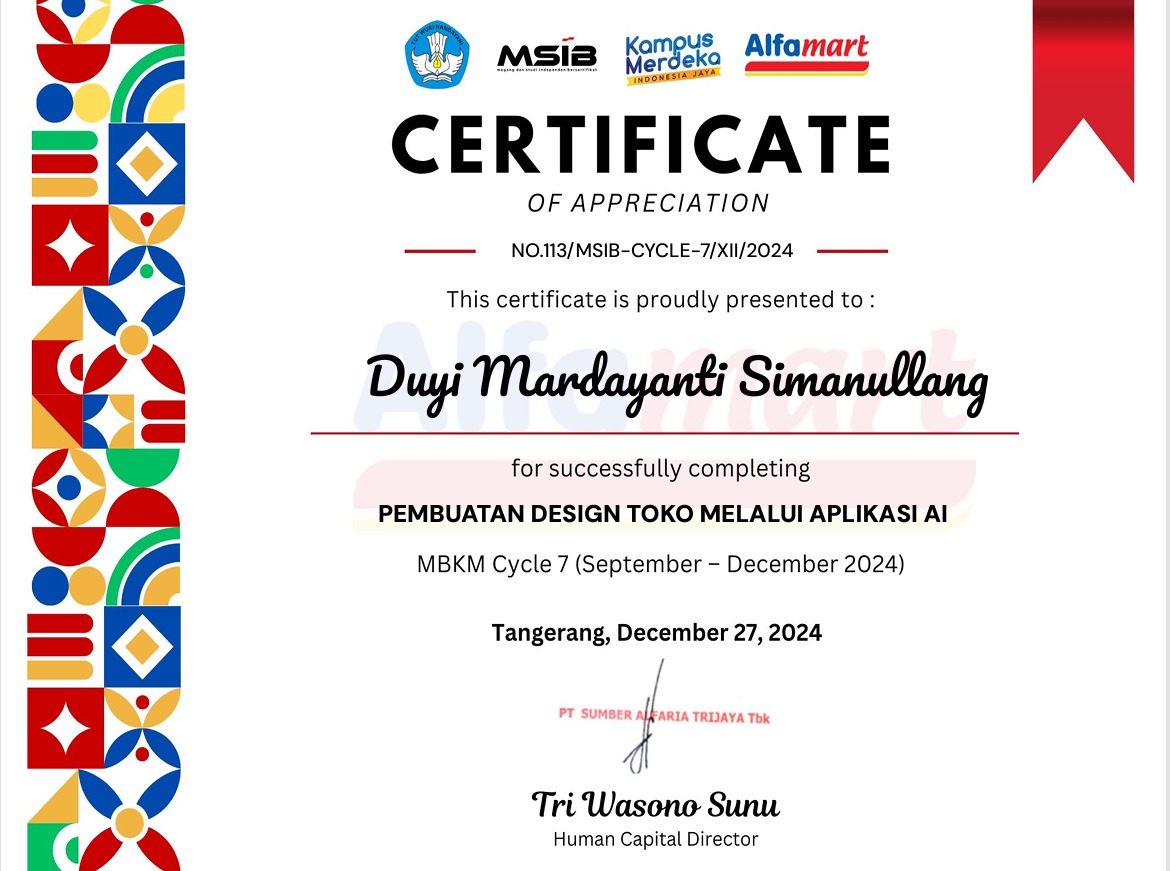 TUT WURI HANDAYANI
MSIB
magang dan studi independen bersertifikat
Kampus
Merdeka
INDONESIA JAYA
Alfamart
CERTIFICATE
OF APPRECIATION
NO.113/MSIB-CYCLE-7/XII/2024
This certificate is proudly presented to :
Alfamart
Duyi Mardayanti Simanullang
for successfully completing
PEMBUATAN DESIGN TOKO MELALUI APLIKASI AI
MBKM Cycle 7 (September – December 2024)
Tangerang, December 27, 2024
PT SUMBER ALFARIA TRIJAYA Tbk
Tri Wasono Sunu
Human Capital Director